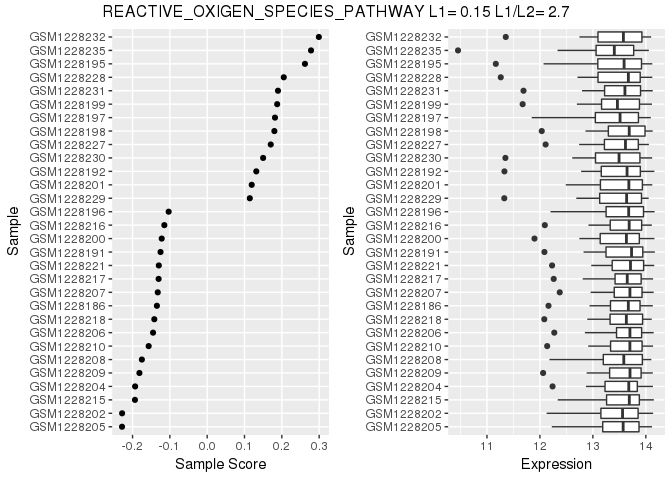 REACTIVE_OXIGEN_SPECIES_PATHWAY L1= 0.15 L1/L2= 2.7
Sample
GSM1228232
GSM1228235
GSM1228195
GSM1228228
GSM1228231
GSM1228199
GSM1228197
GSM1228198
GSM1228227
GSM1228230
GSM1228192
GSM1228201
GSM1228229
GSM1228196
GSM1228216
GSM1228200
GSM1228191
GSM1228221
GSM1228217
GSM1228207
GSM1228186
GSM1228218
GSM1228206
GSM1228210
GSM1228208
GSM1228209
GSM1228204
GSM1228215
GSM1228202
GSM1228205
-0.2 -0.1 0.0 0.1 0.2 0.3
Sample Score
Sample
GSM1228232
GSM1228235
GSM1228195
GSM1228228
GSM1228231
GSM1228199
GSM1228197
GSM1228198
GSM1228227
GSM1228230
GSM1228192
GSM1228201
GSM1228229
GSM1228196
GSM1228216
GSM1228200
GSM1228191
GSM1228221
GSM1228217
GSM1228207
GSM1228186
GSM1228218
GSM1228206
GSM1228210
GSM1228208
GSM1228209
GSM1228204
GSM1228215
GSM1228202
GSM1228205
11 12 13 14
Expression